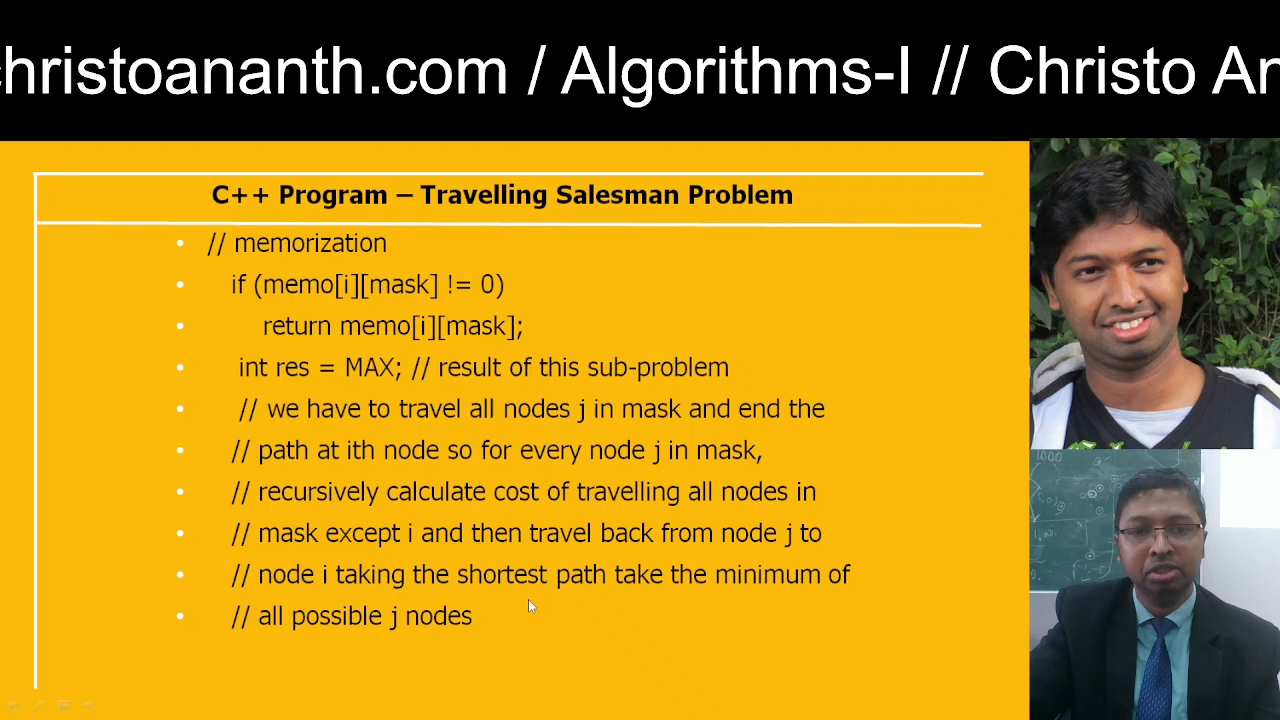 christoananth.com / Algorithms-I // Christo An
C++ Program – Travelling Salesman Problem
• // memorization
• if (memo[i][mask] != 0)
• return memo[i][mask];
• int res = MAX; // result of this sub-problem
• // we have to travel all nodes j in mask and end the
• // path at ith node so for every node j in mask,
• // recursively calculate cost of travelling all nodes in
• // mask except i and then travel back from node j to
• // node i taking the shortest path take the minimum of
• // all possible j nodes